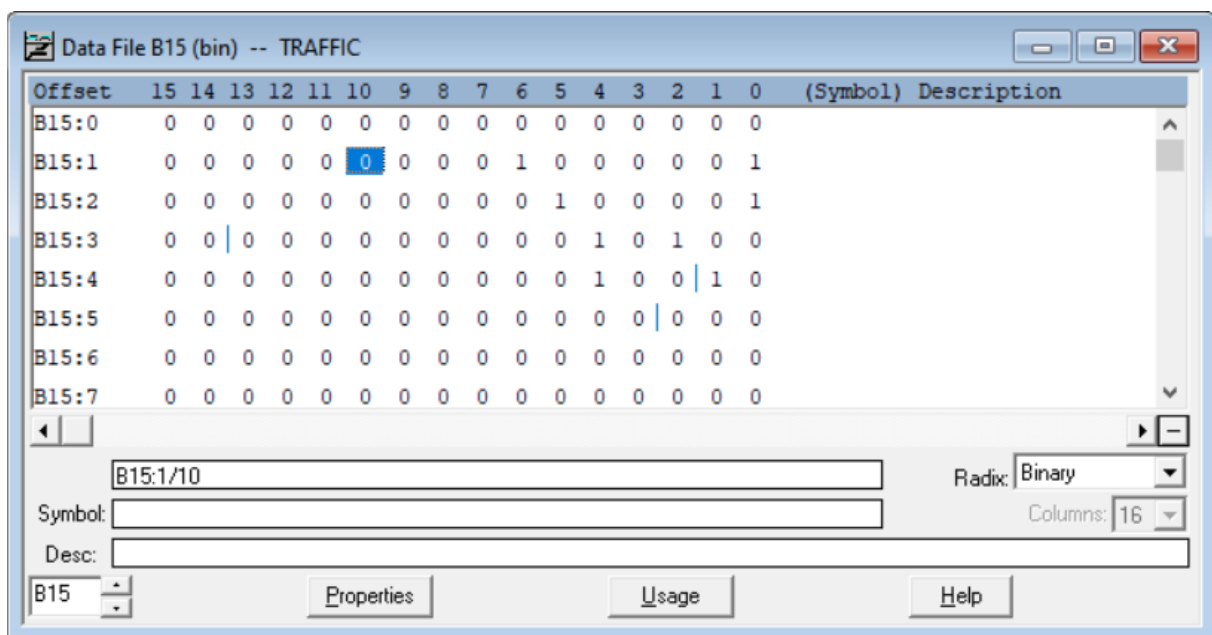 Data File B15 (bin) -- TRAFFIC
Offset 15 14 13 12 11 10 9 8 7 6 5 4 3 2 1 0 (Symbol) Description
B15:0 0 0 0 0 0 0 0 0 0 0 0 0 0 0 0 0
B15:1 0 0 0 0 0 0 0 0 0 1 0 0 0 0 0 1
B15:2 0 0 0 0 0 0 0 0 0 0 1 0 0 0 0 1
B15:3 0 0 0 0 0 0 0 0 0 0 0 1 0 1 0 0
B15:4 0 0 0 0 0 0 0 0 0 0 0 1 0 0 1 0
B15:5 0 0 0 0 0 0 0 0 0 0 0 0 0 0 0 0
B15:6 0 0 0 0 0 0 0 0 0 0 0 0 0 0 0 0
B15:7 0 0 0 0 0 0 0 0 0 0 0 0 0 0 0 0
B15:1/10 Radix: Binary
Symbol: Columns: 16
Desc:
B15 Properties Usage Help